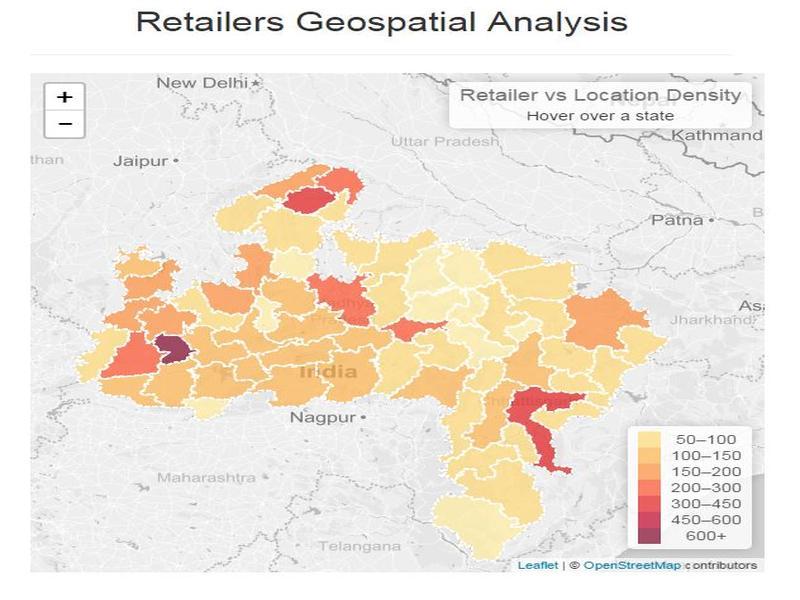 Retailers Geospatial Analysis
+
−
New Delhi
Retailer vs Location Density
Hover over a state
Nepal
Kathmand
Uttar Pradesh
than
Jaipur
Patna
B
Asa
Jharkhand
India
Nagpur
Maharashtra
Telangana
50–100
100–150
150–200
200–300
300–450
450–600
600+
Leaflet | © OpenStreetMap contributors